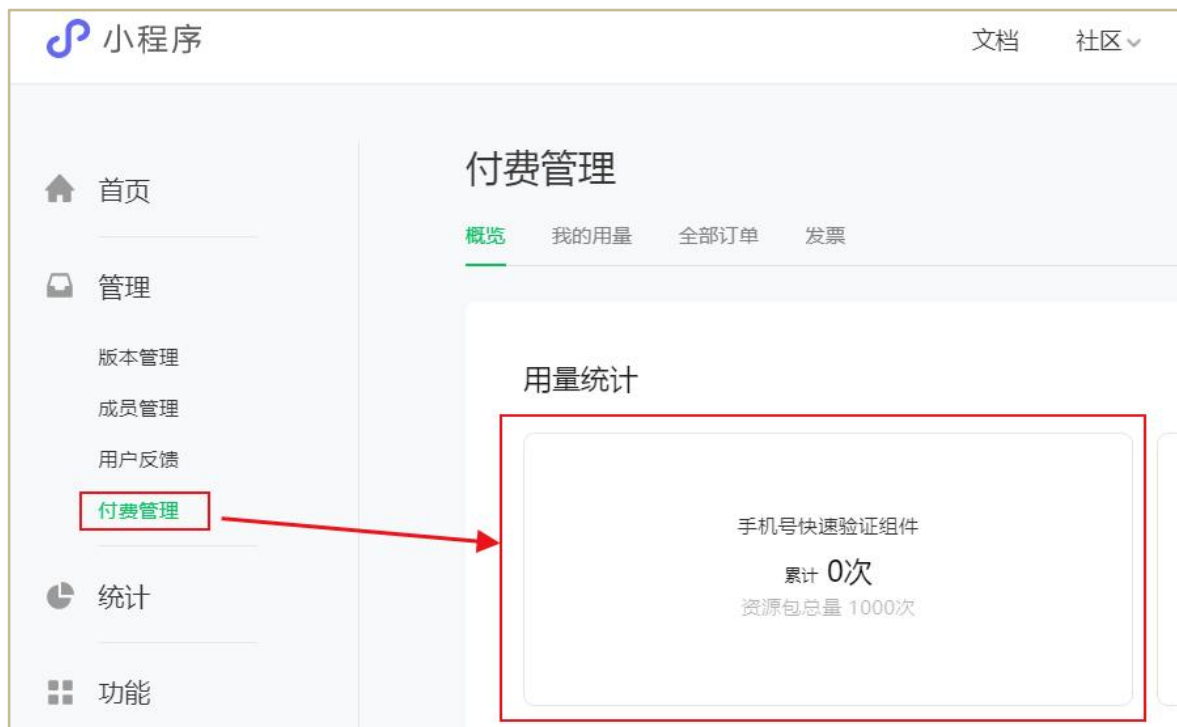 小程序
文档
社区
首页
管理
版本管理
成员管理
用户反馈
付费管理
统计
功能
付费管理
概览
我的用量
全部订单
发票
用量统计
手机号快速验证组件
累计 0次
资源包总量 1000次